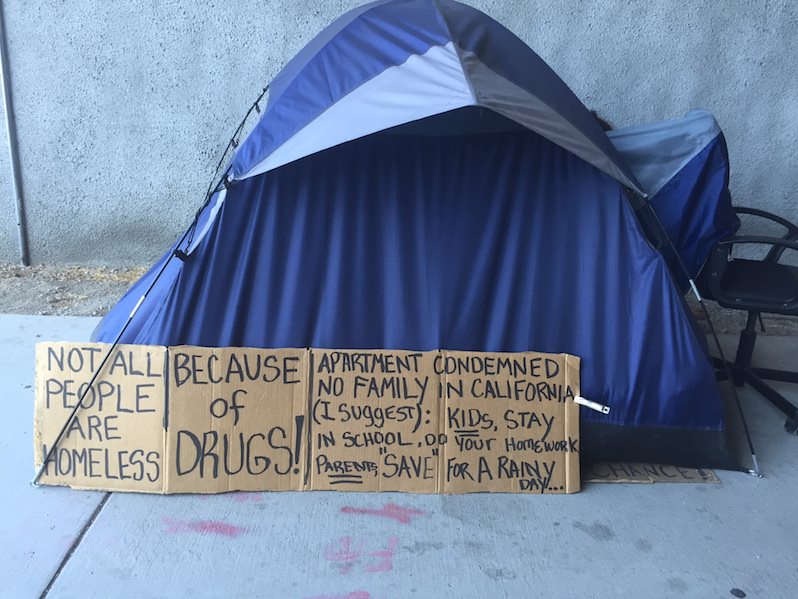 NOT ALL
PEOPLE
ARE
HOMELESS
BECAUSE
of
DRUGS!
APARTMENT CONDEMNED
NO FAMILY IN CALIFORNIA
(I SUGGEST): KIDS, STAY
IN SCHOOL, DO YOUR HOMEWORK
PARENTS, "SAVE" FOR A RAINY
DAY!...
CHANCE